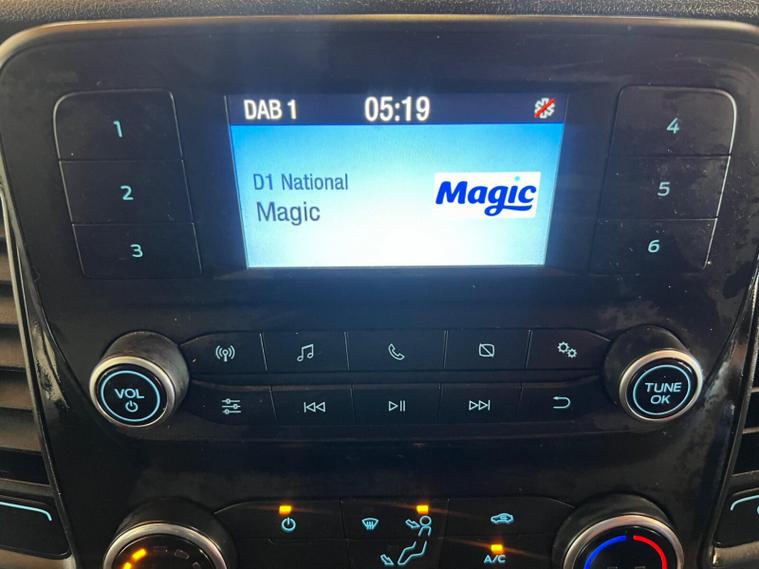 DAB 1 05:19
1
2
3
D1 National
Magic
Magic
4
5
6
VOL
TUNE
OK
A/C